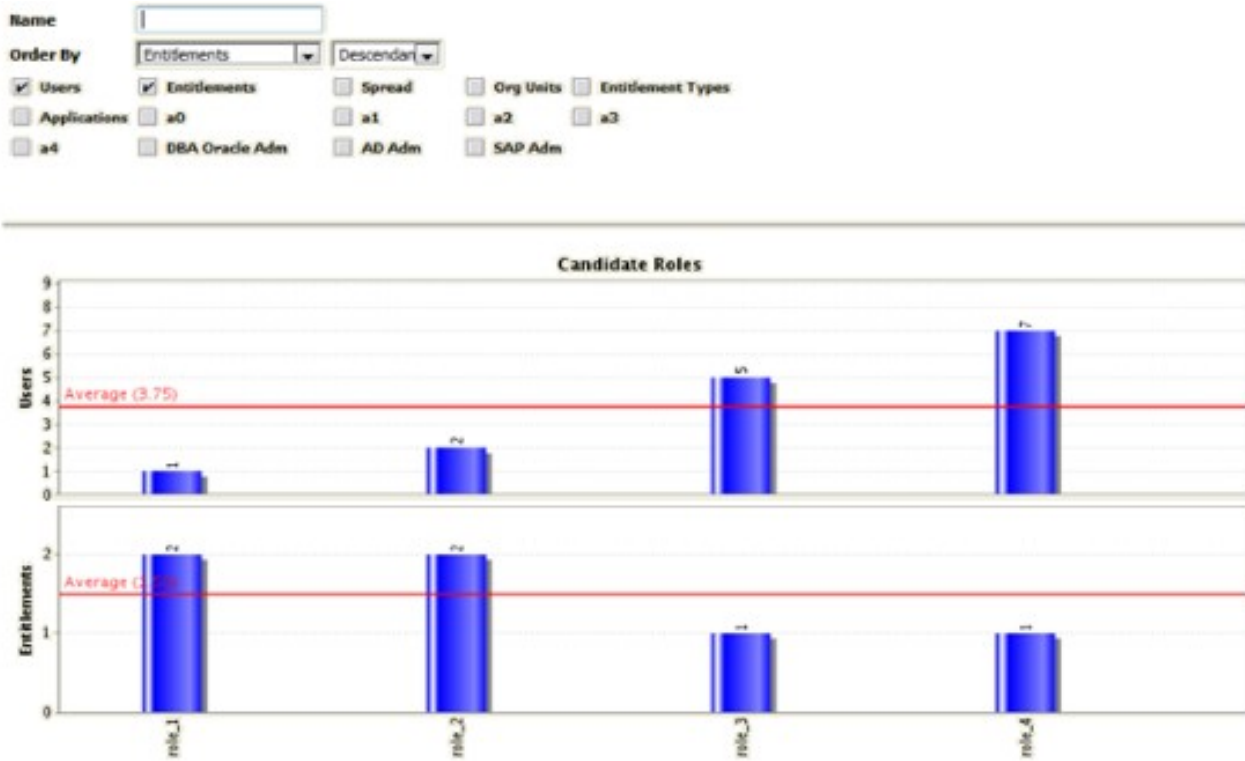 Name
Order By Entitlements Descendan
Users Entitlements Spread Org Units Entitlement Types
Applications a0 a1 a2 a3
a4 DBA Oracle Adm AD Adm SAP Adm
Candidate Roles
9
8
7
6
5
4
3
2
1
0
Users
Average (3.75)
1
2
5
7
2
1
0
Entitlements
Average
2
2
1
1
role_1
role_2
role_3
role_4